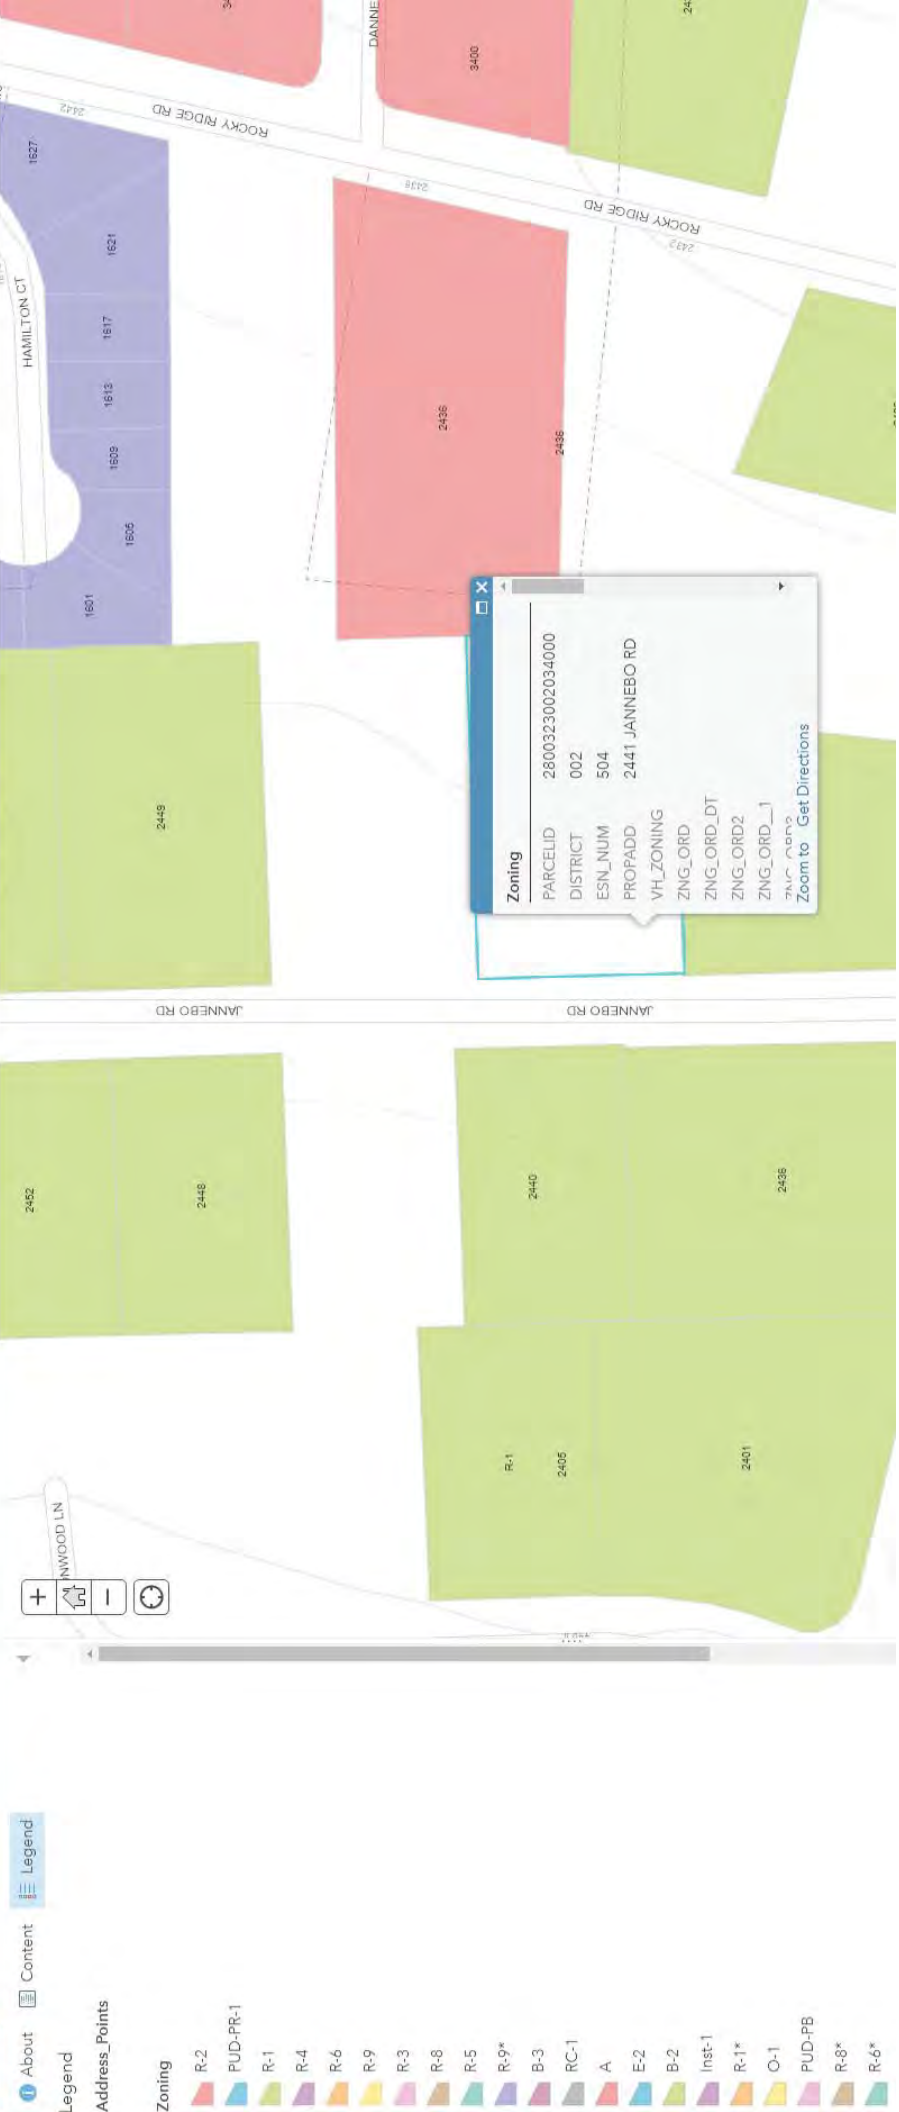 About
Content
Legend
Legend
Address_Points
Zoning
R-2
PUD-PR-1
R-1
R-4
R-6
R-9
R-3
R-8
R-5
R-9*
B-3
RC-1
A
E-2
B-2
Inst-1
R-1*
O-1
PUD-PB
R-8*
R-6*
NWOOD LN
R-1
2405
2401
2452
2448
2440
2436
JANNEBO RD
JANNEBO RD
2449
Zoning
PARCELID 2800323002034000
DISTRICT 002
ESN_NUM 504
PROPADD 2441 JANNEBO RD
VH_ZONING
ZNG_ORD
ZNG_ORD_DT
ZNG_ORD2
ZNG_ORD__1
Zoom to Get Directions
1601
1605
1609
1613
1617
1621
1627
HAMILTON CT
2436
2436
2442
ROCKY RIDGE RD
ROCKY RIDGE RD
2432
DANNE
3400